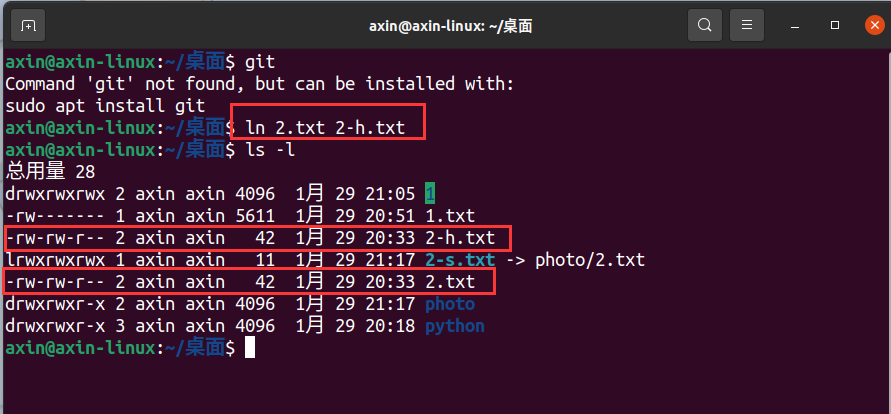 axin@axin-linux: ~/桌面
axin@axin-linux:~/桌面$ git
Command 'git' not found, but can be installed with:
sudo apt install git
axin@axin-linux:~/桌面$ ln 2.txt 2-h.txt
axin@axin-linux:~/桌面$ ls -l
总用量 28
drwxrwxrwx 2 axin axin 4096  1月 29 21:05 1
-rw------- 1 axin axin 5611  1月 29 20:51 1.txt
-rw-rw-r-- 2 axin axin   42  1月 29 20:33 2-h.txt
lrwxrwxrwx 1 axin axin   11  1月 29 21:17 2-s.txt -> photo/2.txt
-rw-rw-r-- 2 axin axin   42  1月 29 20:33 2.txt
drwxrwxr-x 2 axin axin 4096  1月 29 21:17 photo
drwxrwxr-x 3 axin axin 4096  1月 29 20:18 python
axin@axin-linux:~/桌面$